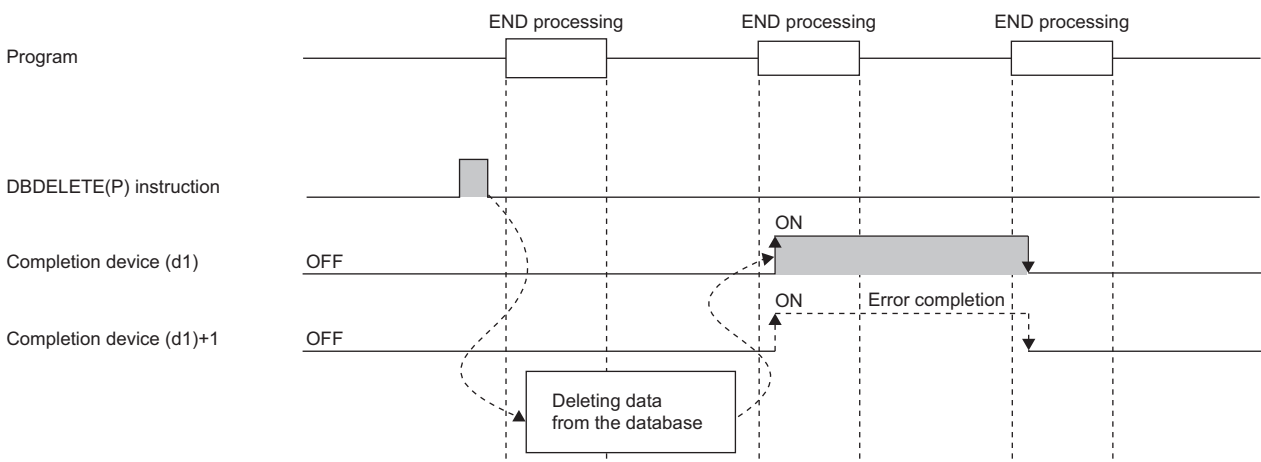 END processing
END processing
END processing
Program
DBDELETE(P) instruction
ON
Completion device (d1)
OFF
ON
Error completion
Completion device (d1)+1
OFF
Deleting data
from the database